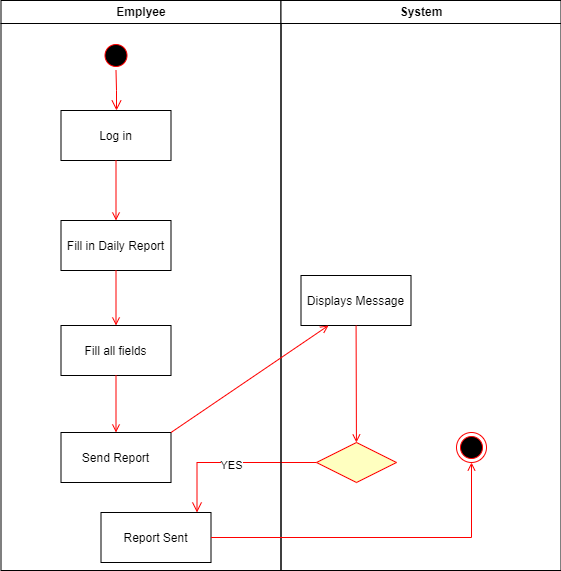 Emplyee
System
Log in
Fill in Daily Report
Displays Message
Fill all fields
Send Report
YES
Report Sent